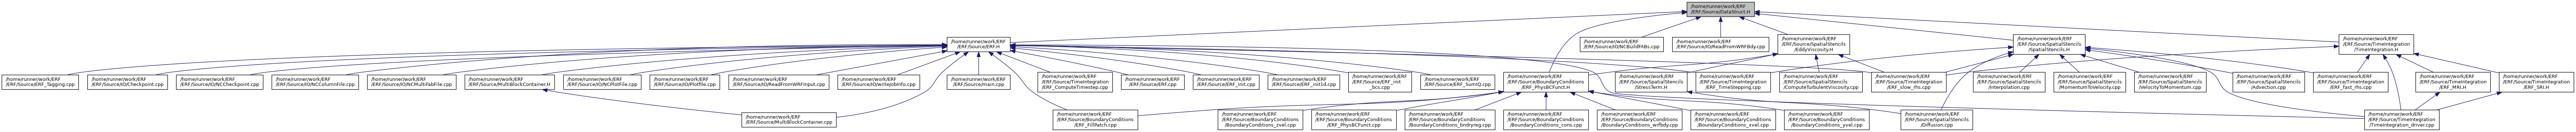 /home/runner/work/ERF
/ERF/Source/DataStruct.H
/home/runner/work/ERF
/ERF/Source/ERF.H
/home/runner/work/ERF
/ERF/Source/IO/NCBuildFABs.cpp
/home/runner/work/ERF
/ERF/Source/IO/ReadFromWRFBdy.cpp
/home/runner/work/ERF
/ERF/Source/SpatialStencils
/EddyViscosity.H
/home/runner/work/ERF
/ERF/Source/SpatialStencils
/SpatialStencils.H
/home/runner/work/ERF
/ERF/Source/TimeIntegration
/TimeIntegration.H
/home/runner/work/ERF
/ERF/Source/ERF_Tagging.cpp
/home/runner/work/ERF
/ERF/Source/IO/Checkpoint.cpp
/home/runner/work/ERF
/ERF/Source/IO/NCCheckpoint.cpp
/home/runner/work/ERF
/ERF/Source/IO/NCColumnFile.cpp
/home/runner/work/ERF
/ERF/Source/IO/NCMultiFabFile.cpp
/home/runner/work/ERF
/ERF/Source/MultiBlockContainer.H
/home/runner/work/ERF
/ERF/Source/IO/NCPlotFile.cpp
/home/runner/work/ERF
/ERF/Source/IO/Plotfile.cpp
/home/runner/work/ERF
/ERF/Source/IO/ReadFromWRFInput.cpp
/home/runner/work/ERF
/ERF/Source/IO/writeJobInfo.cpp
/home/runner/work/ERF
/ERF/Source/main.cpp
/home/runner/work/ERF
/ERF/Source/TimeIntegration
/ERF_ComputeTimestep.cpp
/home/runner/work/ERF
/ERF/Source/ERF.cpp
/home/runner/work/ERF
/ERF/Source/ERF_init.cpp
/home/runner/work/ERF
/ERF/Source/ERF_init1d.cpp
/home/runner/work/ERF
/ERF/Source/ERF_init
_bcs.cpp
/home/runner/work/ERF
/ERF/Source/ERF_SumIQ.cpp
/home/runner/work/ERF
/ERF/Source/BoundaryConditions
/ERF_PhysBCFunct.H
/home/runner/work/ERF
/ERF/Source/SpatialStencils
/StressTerm.H
/home/runner/work/ERF
/ERF/Source/TimeIntegration
/ERF_TimeStepping.cpp
/home/runner/work/ERF
/ERF/Source/SpatialStencils
/ComputeTurbulentViscosity.cpp
/home/runner/work/ERF
/ERF/Source/TimeIntegration
/ERF_slow_rhs.cpp
/home/runner/work/ERF
/ERF/Source/SpatialStencils
/Interpolation.cpp
/home/runner/work/ERF
/ERF/Source/SpatialStencils
/MomentumToVelocity.cpp
/home/runner/work/ERF
/ERF/Source/SpatialStencils
/VelocityToMomentum.cpp
/home/runner/work/ERF
/ERF/Source/SpatialStencils
/Advection.cpp
/home/runner/work/ERF
/ERF/Source/TimeIntegration
/ERF_fast_rhs.cpp
/home/runner/work/ERF
/ERF/Source/TimeIntegration
/ERF_MRI.H
/home/runner/work/ERF
/ERF/Source/TimeIntegration
/ERF_SRI.H
/home/runner/work/ERF
/ERF/Source/MultiBlockContainer.cpp
/home/runner/work/ERF
/ERF/Source/BoundaryConditions
/ERF_FillPatch.cpp
/home/runner/work/ERF
/ERF/Source/BoundaryConditions
/BoundaryConditions_zvel.cpp
/home/runner/work/ERF
/ERF/Source/BoundaryConditions
/ERF_PhysBCFunct.cpp
/home/runner/work/ERF
/ERF/Source/BoundaryConditions
/BoundaryConditions_bndryreg.cpp
/home/runner/work/ERF
/ERF/Source/BoundaryConditions
/BoundaryConditions_cons.cpp
/home/runner/work/ERF
/ERF/Source/BoundaryConditions
/BoundaryConditions_wrfbdy.cpp
/home/runner/work/ERF
/ERF/Source/BoundaryConditions
/BoundaryConditions_xvel.cpp
/home/runner/work/ERF
/ERF/Source/BoundaryConditions
/BoundaryConditions_yvel.cpp
/home/runner/work/ERF
/ERF/Source/SpatialStencils
/Diffusion.cpp
/home/runner/work/ERF
/ERF/Source/TimeIntegration
/TimeIntegration_driver.cpp